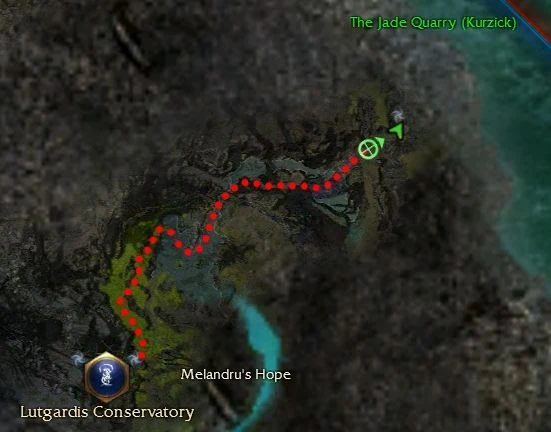 The Jade Quarry (Kurzick)
Melandru's Hope
Lutgardis Conservatory